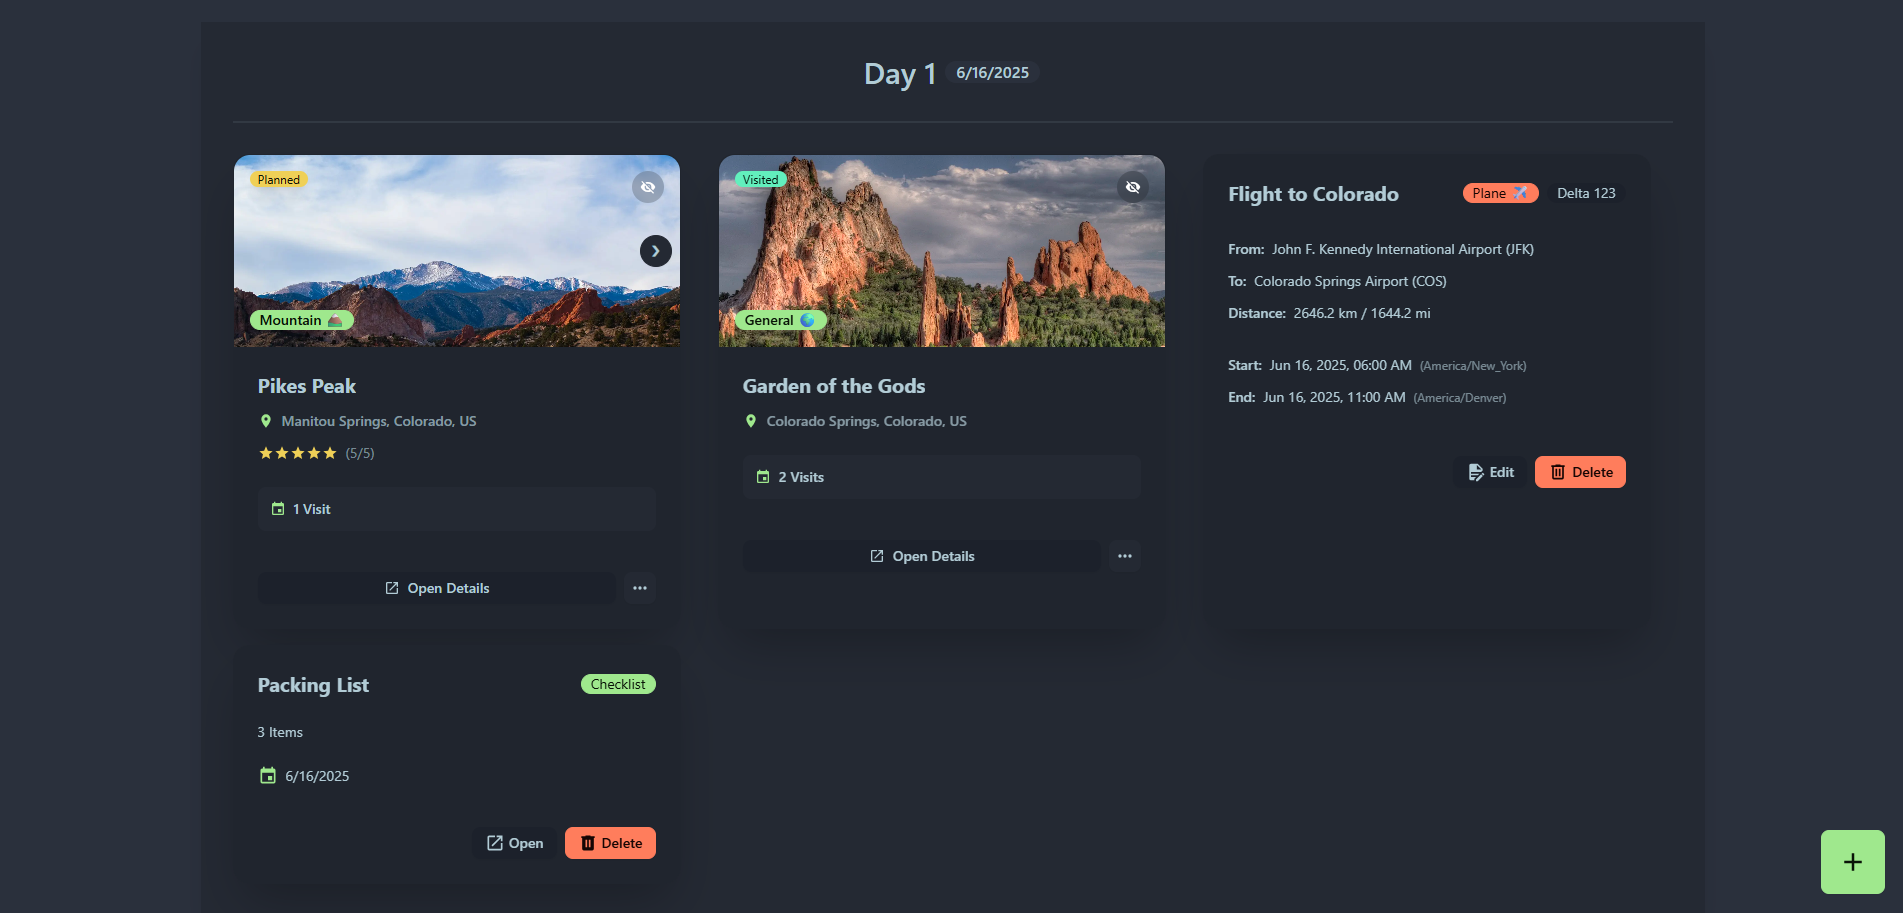 Day 1 6/16/2025
Planned
Mountain
Pikes Peak
Manitou Springs, Colorado, US
(5/5)
1 Visit
Open Details
Visited
General
Garden of the Gods
Colorado Springs, Colorado, US
2 Visits
Open Details
Flight to Colorado
Plane
Delta 123
From: John F. Kennedy International Airport (JFK)
To: Colorado Springs Airport (COS)
Distance: 2646.2 km / 1644.2 mi
Start: Jun 16, 2025, 06:00 AM (America/New_York)
End: Jun 16, 2025, 11:00 AM (America/Denver)
Edit
Delete
Packing List
Checklist
3 Items
6/16/2025
Open
Delete